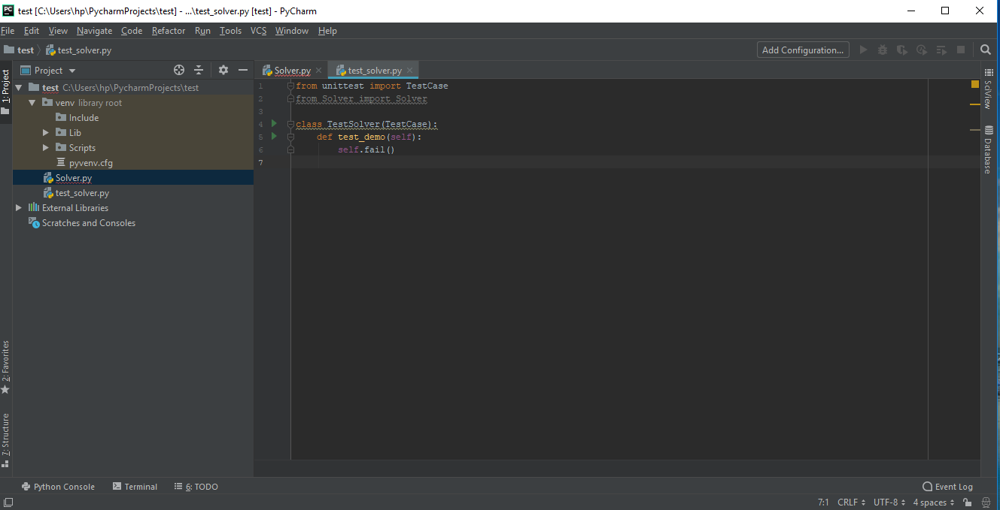 PC test [C:\Users\hp\PycharmProjects\test] - ...\test_solver.py [test] - PyCharm
File Edit View Navigate Code Refactor Run Tools VCS Window Help
test test_solver.py Add Configuration...
1: Project
Project
test C:\Users\hp\PycharmProjects\test
venv library root
Include
Lib
Scripts
pyvenv.cfg
Solver.py
test_solver.py
External Libraries
Scratches and Consoles
2: Favorites
7: Structure
Solver.py test_solver.py
1 from unittest import TestCase
2 from Solver import Solver
3
4 class TestSolver(TestCase):
5 def test_demo(self):
6 self.fail()
7
SciView
Database
Python Console Terminal 6: TODO Event Log
7:1 CRLF UTF-8 4 spaces